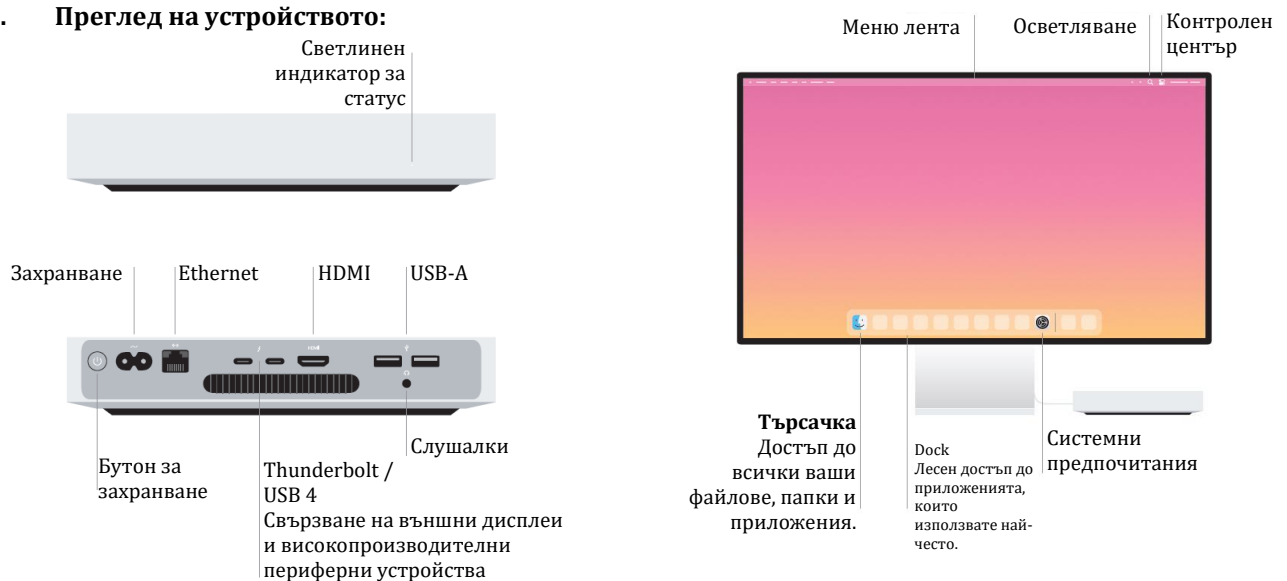 . Преглед на устройството:
Светлинен
индикатор за
статус
Захранване
Ethernet
HDMI
USB-A
HDMI
Бутон за
захранване
Thunderbolt /
USB 4
Свързване на външни дисплеи
и високопроизводителни
периферни устройства
Слушалки
Меню лента
Осветляване
Контролен
център
Търсачка
Достъп до
всички ваши
файлове, папки и
приложения.
Dock
Лесен достъп до
приложенията,
които
използвате най-
често.
Системни
предпочитания